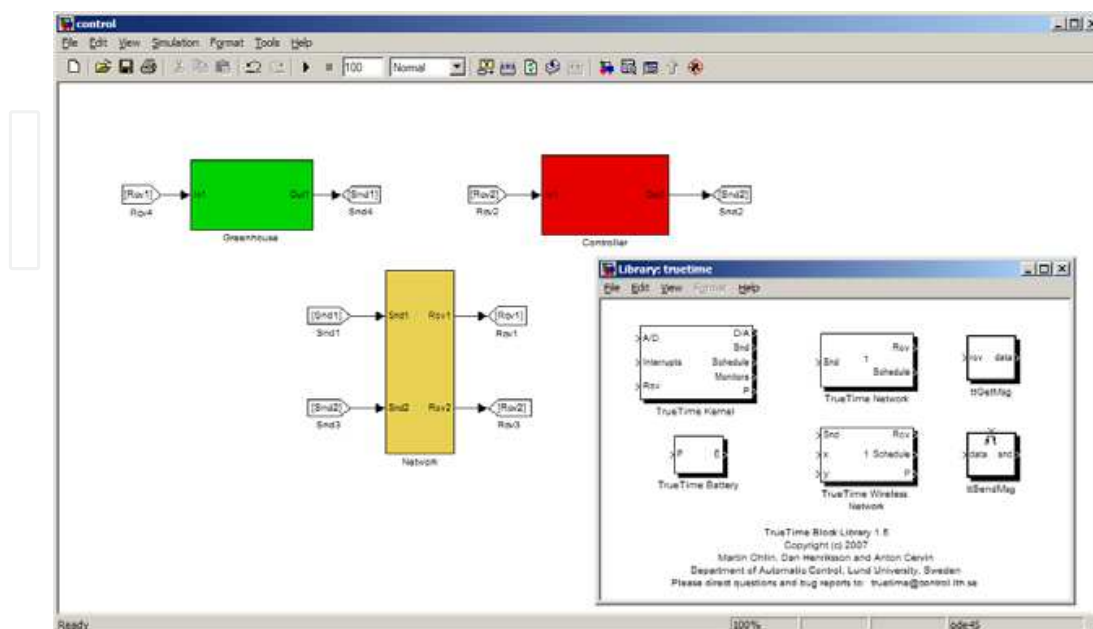 control
File Edit View Simulation Format Tools Help
100 Normal
[Rcv1] In1 Out1 [Snd1]
Rcv4 Snd4
Greenhouse
[Rcv2] In1 Out1 [Snd2]
Rcv2 Snd2
Controller
[Snd1] Snd1 Rcv1 [Rcv1]
Snd1 Rcv1
[Snd2] Snd2 Rcv2 [Rcv2]
Snd3 Rcv3
Network
Library: truetime
File Edit View Format Help
A/D D/A
Snd
Interrupts Schedule
Monitors
Rcv P
TrueTime Kernel
Rcv
Snd 1
Schedule
TrueTime Network
rcv data
ttGetMsg
P E
TrueTime Battery
Snd Rcv
x 1 Schedule
y P
TrueTime Wireless
Network
data snd
ttSendMsg
TrueTime Block Library 1.5
Copyright (c) 2007
Martin Ohlin, Dan Henriksson and Anton Cervin
Department of Automatic Control, Lund University, Sweden
Please direct questions and bug reports to: truetime@control.lth.se
Ready 100% ode45